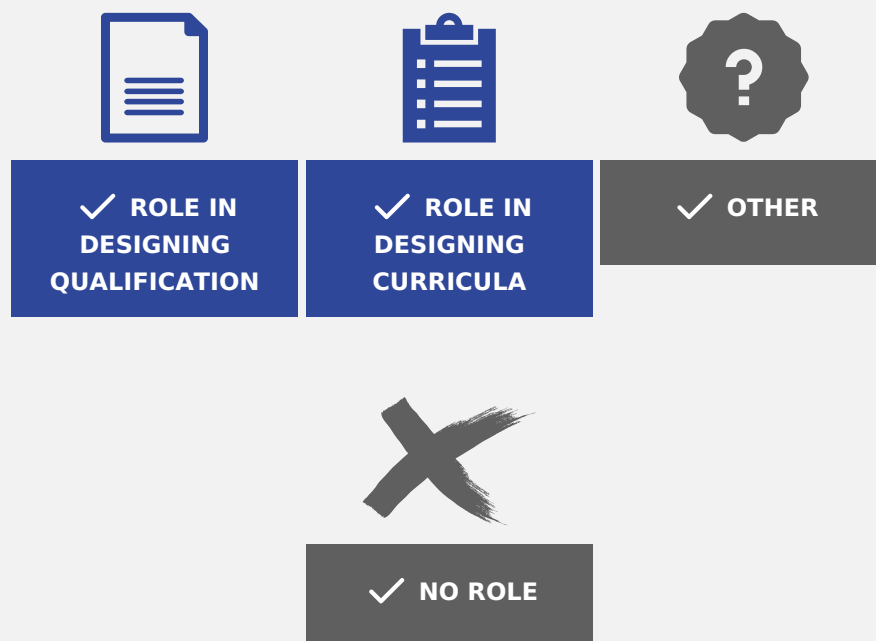 ?
✓ ROLE IN
DESIGNING
QUALIFICATION
✓ ROLE IN
DESIGNING
CURRICULA
✓ OTHER
✓ NO ROLE